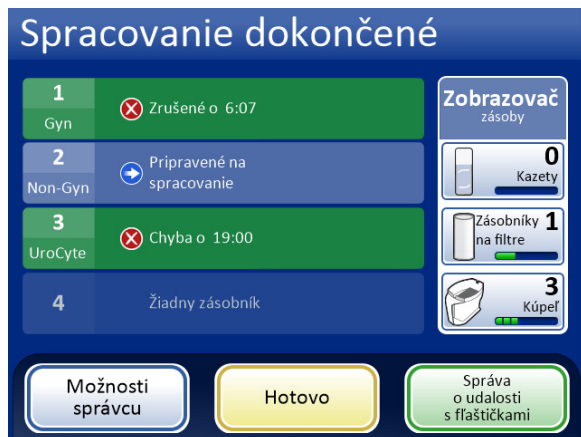 Spracovanie dokončené
1
Gyn
Zrušené o 6:07
2
Non-Gyn
Pripravené na
spracovanie
3
UroCyte
Chyba o 19:00
4
Žiadny zásobník
Zobrazovač
zásoby
0
Kazety
Zásobníky 1
na filtre
3
Kúpeľ
Možnosti
správcu
Hotovo
Správa
o udalosti
s fľaštičkami